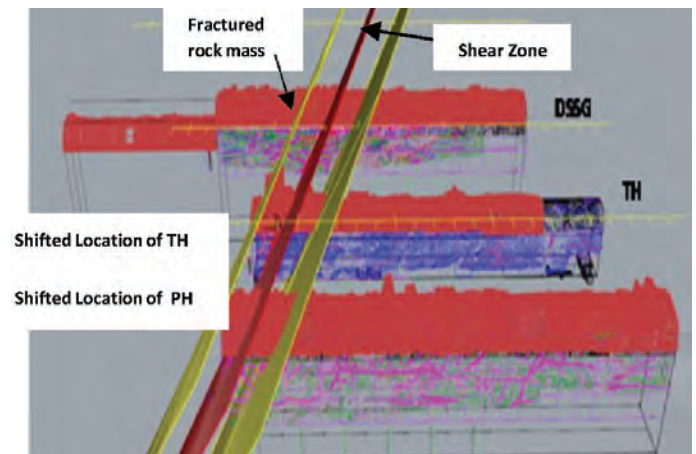 Fractured
rock mass
Shear Zone
DSSG
TH
Shifted Location of TH
Shifted Location of PH